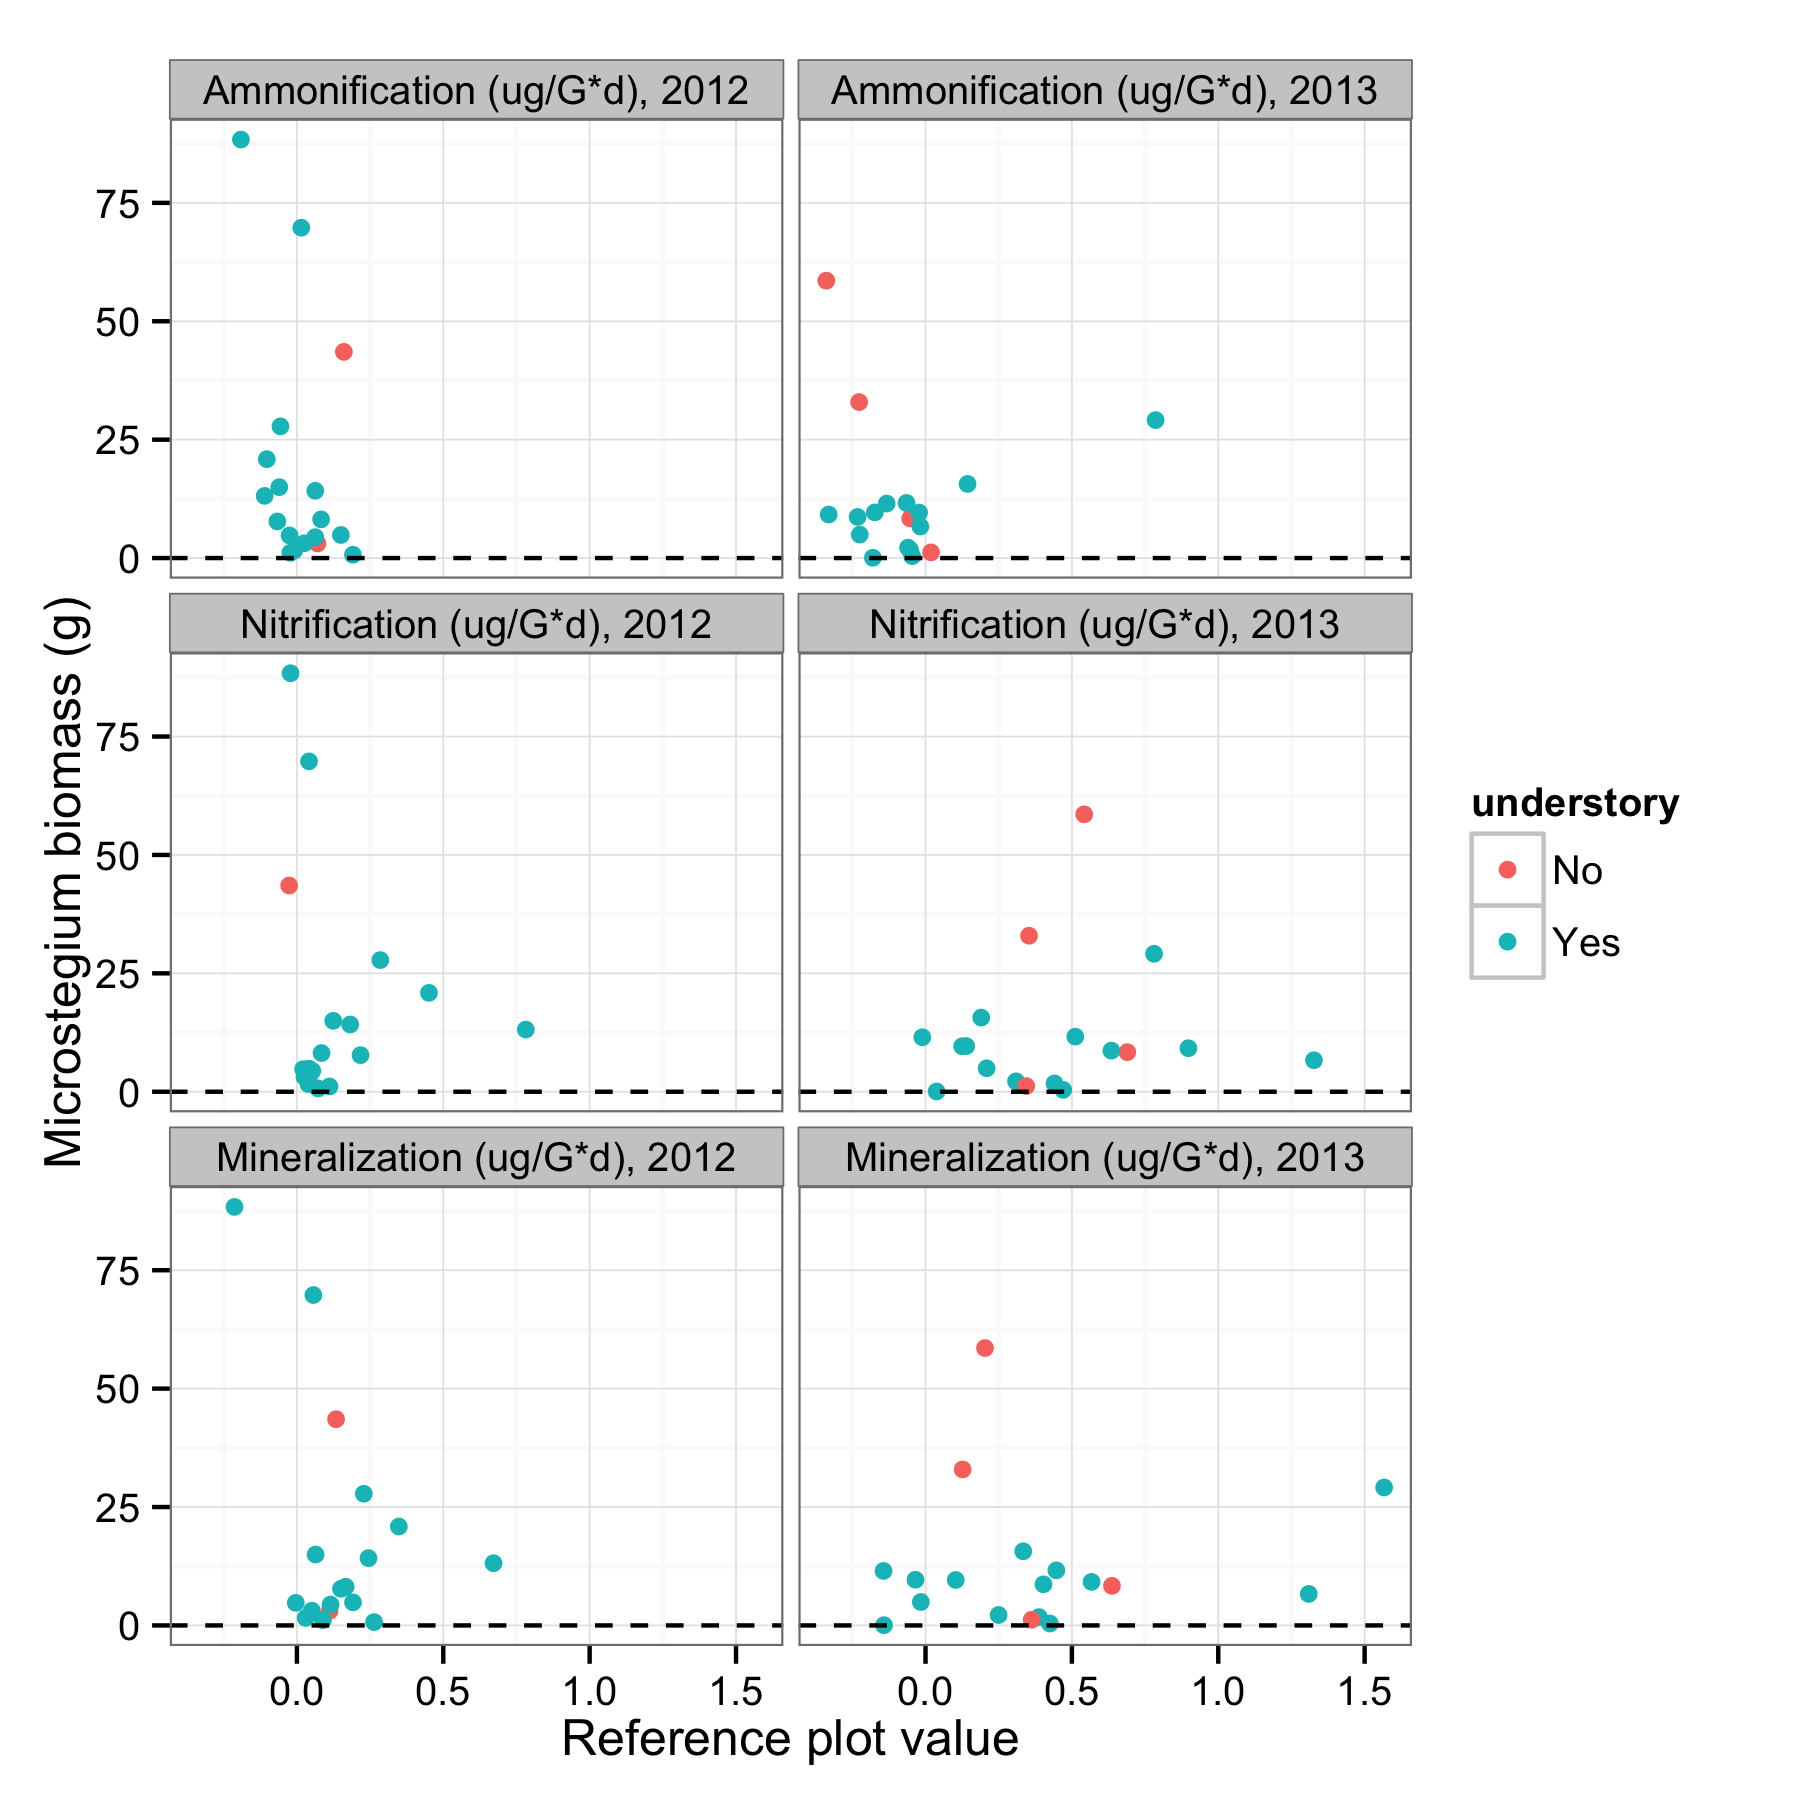 Ammonification (ug/G*d), 2012
Ammonification (ug/G*d), 2013
75
50
25
0
Nitrification (ug/G*d), 2012
Nitrification (ug/G*d), 2013
75
50
25
0
Mineralization (ug/G*d), 2012
Mineralization (ug/G*d), 2013
75
50
25
0
0.0 0.5 1.0 1.5
0.0 0.5 1.0 1.5
Reference plot value
Microstegium biomass (g)
understory
No
Yes